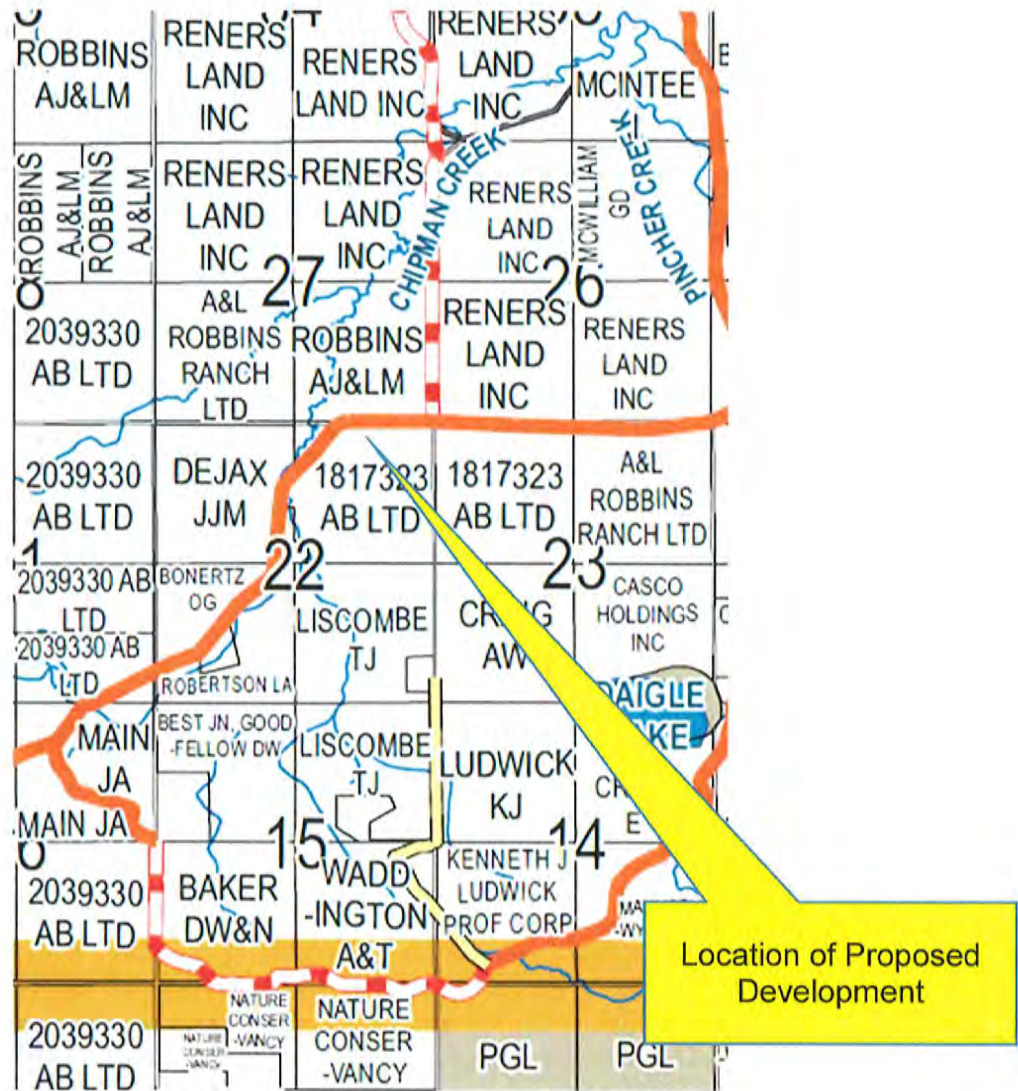 ROBBINS
AJ&LM
RENERS
LAND
INC
RENERS
LAND INC
RENERS
LAND
INC
MCINTEE
ROBBINS
AJ&LM
ROBBINS
AJ&LM
RENERS
LAND
INC
RENERS
LAND
INC
CHIPMAN CREEK
RENERS
LAND
INC
MCWILLIAM
GD
PINCHER CREEK
27
26
2039330
AB LTD
A&L
ROBBINS
RANCH
LTD
ROBBINS
AJ&LM
RENERS
LAND
INC
RENERS
LAND
INC
2039330
AB LTD
DEJAX
JJM
1817323
AB LTD
1817323
AB LTD
A&L
ROBBINS
RANCH LTD
22
23
2039330 AB
LTD
2039330 AB
LTD
BONERTZ
OG
ROBERTSON LA
LISCOMBE
TJ
AW
CASCO
HOLDINGS
INC
MAIN
JA
MAIN JA
BEST JN, GOOD
-FELLOW DW
LISCOMBE
TJ
LUDWICK
KJ
15
14
2039330
AB LTD
BAKER
DW&N
WADD
-INGTON
A&T
KENNETH J
LUDWICK
PROF CORP
Location of Proposed
Development
2039330
AB LTD
NATURE
CONSER
-VANCY
NATURE
CONSER
-VANCY
NATURE
CONSER
-VANCY
PGL
PGL